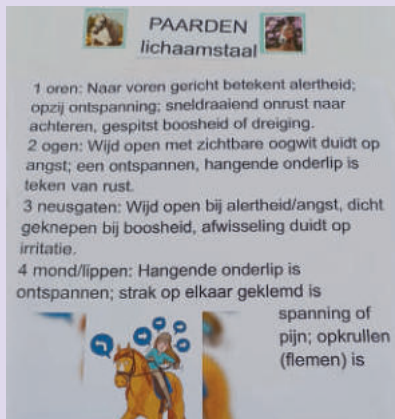 PAARDEN
lichaamstaal
1 oren: Naar voren gericht betekent alertheid;
opzij ontspanning; sneldraaiend onrust naar
achteren, gespitst boosheid of dreiging.
2 ogen: Wijd open met zichtbare oogwit duidt op
angst; een ontspannen, hangende onderlip is
teken van rust.
3 neusgaten: Wijd open bij alertheid/angst, dicht
geknepen bij boosheid, afwisseling duidt op
irritatie.
4 mond/lippen: Hangende onderlip is
ontspannen; strak op elkaar geklemd is
spanning of
pijn; opkrullen
(flemen) is